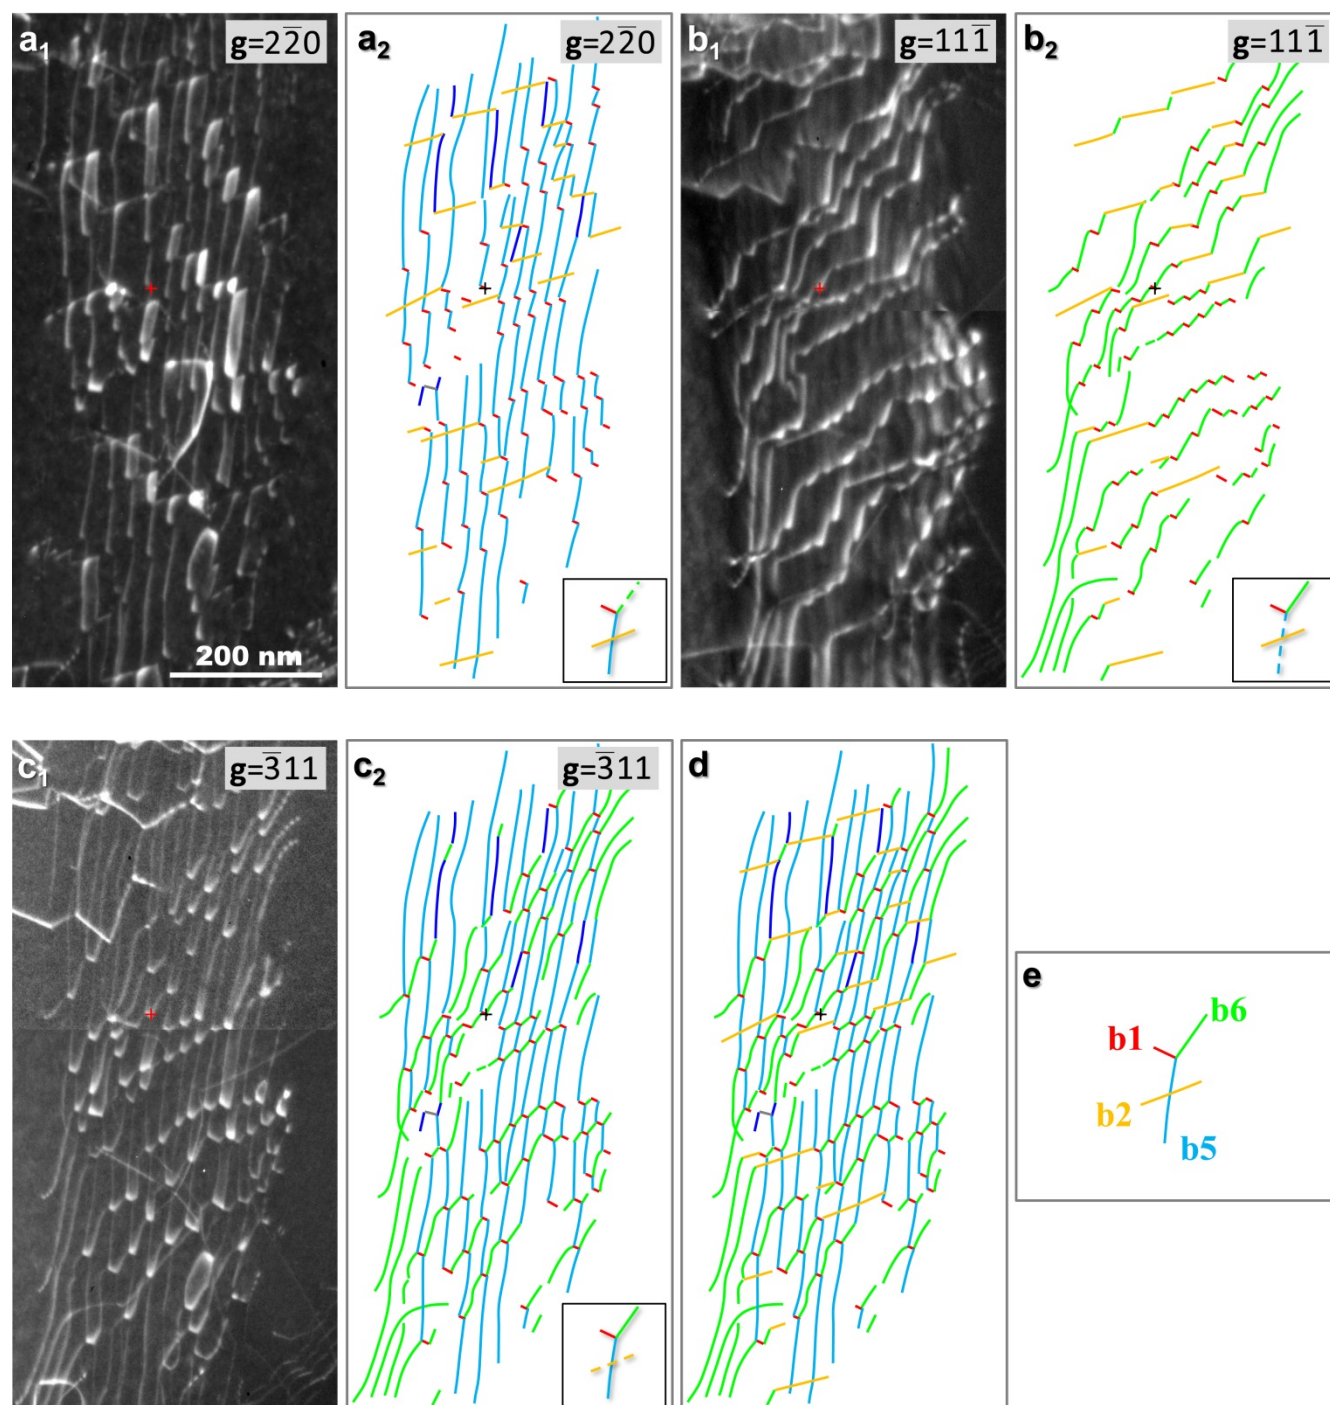 a₁ g=22̅0
a₂ g=22̅0
b₁ g=111̅
b₂ g=111̅
200 nm
c₁ g=3̅11
c₂ g=3̅11
d
e
b6
b1
b2
b5